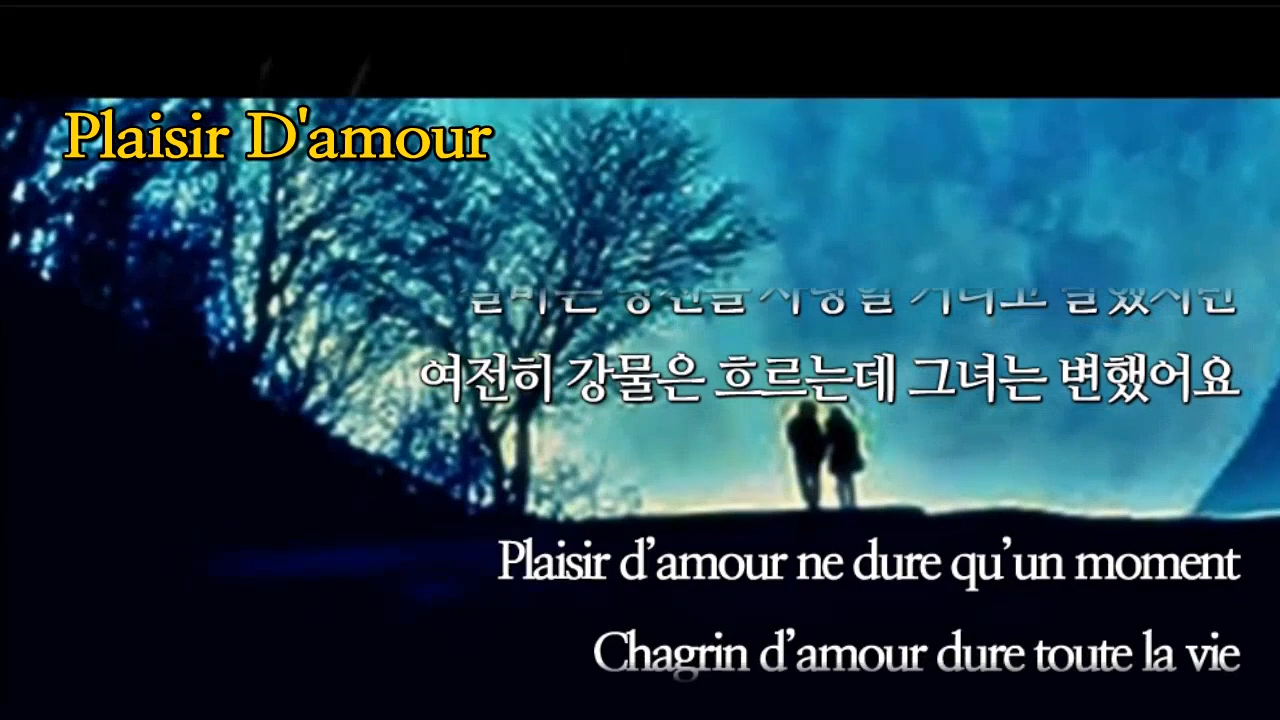 Plaisir D'amour
여전히 강물은 흐르는데 그녀는 변했어요
Plaisir d’amour ne dure qu’un moment
Chagrin d’amour dure toute la vie